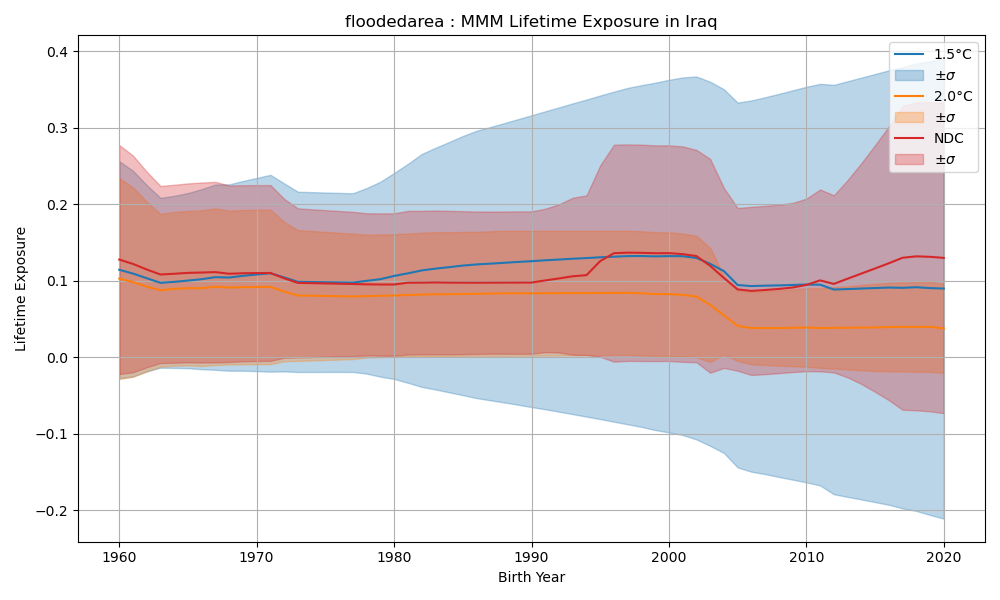 floodedarea : MMM Lifetime Exposure in Iraq
Lifetime Exposure
0.4
0.3
0.2
0.1
0.0
−0.1
−0.2
1.5°C
±σ
2.0°C
±σ
NDC
±σ
1960 1970 1980 1990 2000 2010 2020
Birth Year